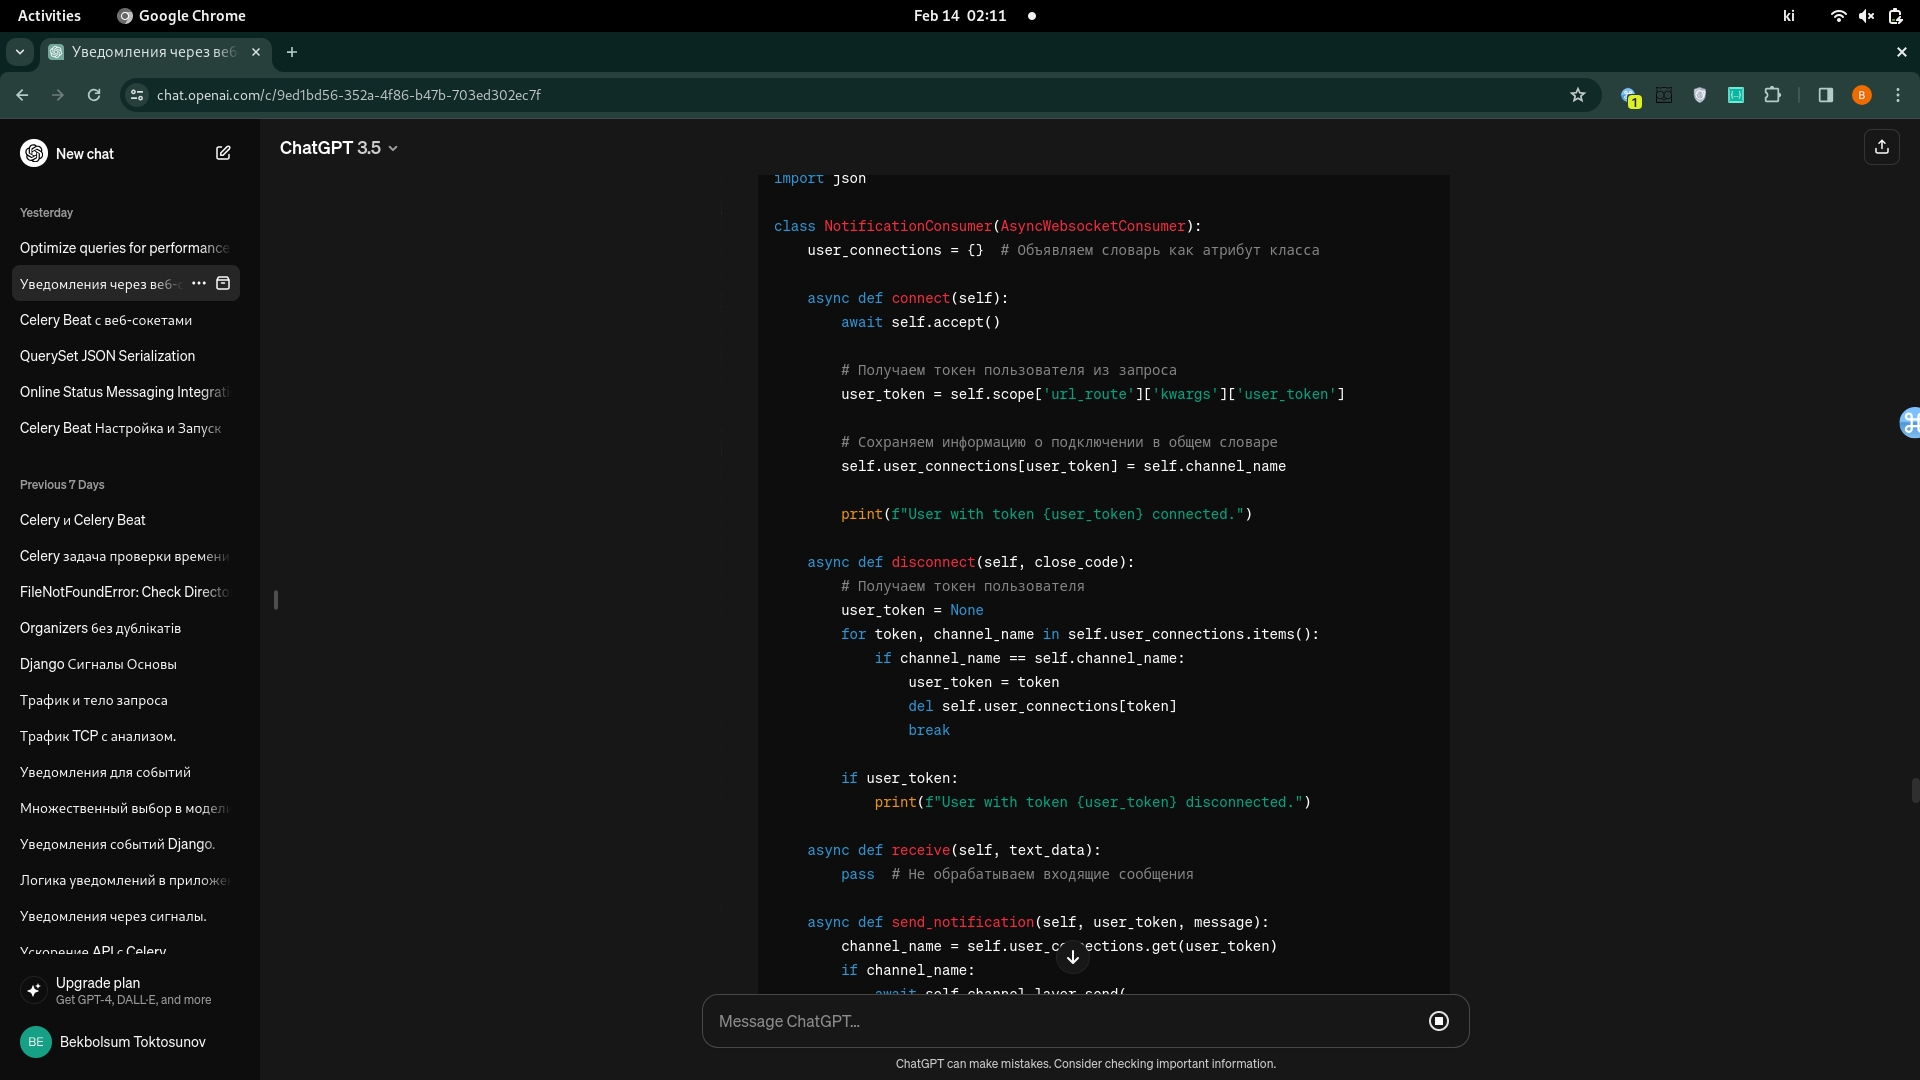 Activities
Google Chrome
Feb 14 02:11
ki
Уведомления через веб
chat.openai.com/c/9ed1bd56-352a-4f86-b47b-703ed302ec7f
1
B
New chat
ChatGPT 3.5
Yesterday
Optimize queries for performance
Уведомления через веб-
Celery Beat с веб-сокетами
QuerySet JSON Serialization
Online Status Messaging Integrati
Celery Beat Настройка и Запуск
Previous 7 Days
Celery и Celery Beat
Celery задача проверки времени
FileNotFoundError: Check Directo
Organizers без дублікатів
Django Сигналы Основы
Трафик и тело запроса
Трафик TCP с анализом.
Уведомления для событий
Множественный выбор в модели
Уведомления событий Django.
Логика уведомлений в приложе
Уведомления через сигналы.
Ускорение API с Celery
Upgrade plan
Get GPT-4, DALL·E, and more
BE
Bekbolsum Toktosunov
import json
class NotificationConsumer(AsyncWebsocketConsumer):
user_connections = {}  # Объявляем словарь как атрибут класса
async def connect(self):
await self.accept()
# Получаем токен пользователя из запроса
user_token = self.scope['url_route']['kwargs']['user_token']
# Сохраняем информацию о подключении в общем словаре
self.user_connections[user_token] = self.channel_name
print(f"User with token {user_token} connected.")
async def disconnect(self, close_code):
# Получаем токен пользователя
user_token = None
for token, channel_name in self.user_connections.items():
if channel_name == self.channel_name:
user_token = token
del self.user_connections[token]
break
if user_token:
print(f"User with token {user_token} disconnected.")
async def receive(self, text_data):
pass  # Не обрабатываем входящие сообщения
async def send_notification(self, user_token, message):
channel_name = self.user_connections.get(user_token)
if channel_name:
await self.channel_layer.send(
Message ChatGPT…
ChatGPT can make mistakes. Consider checking important information.